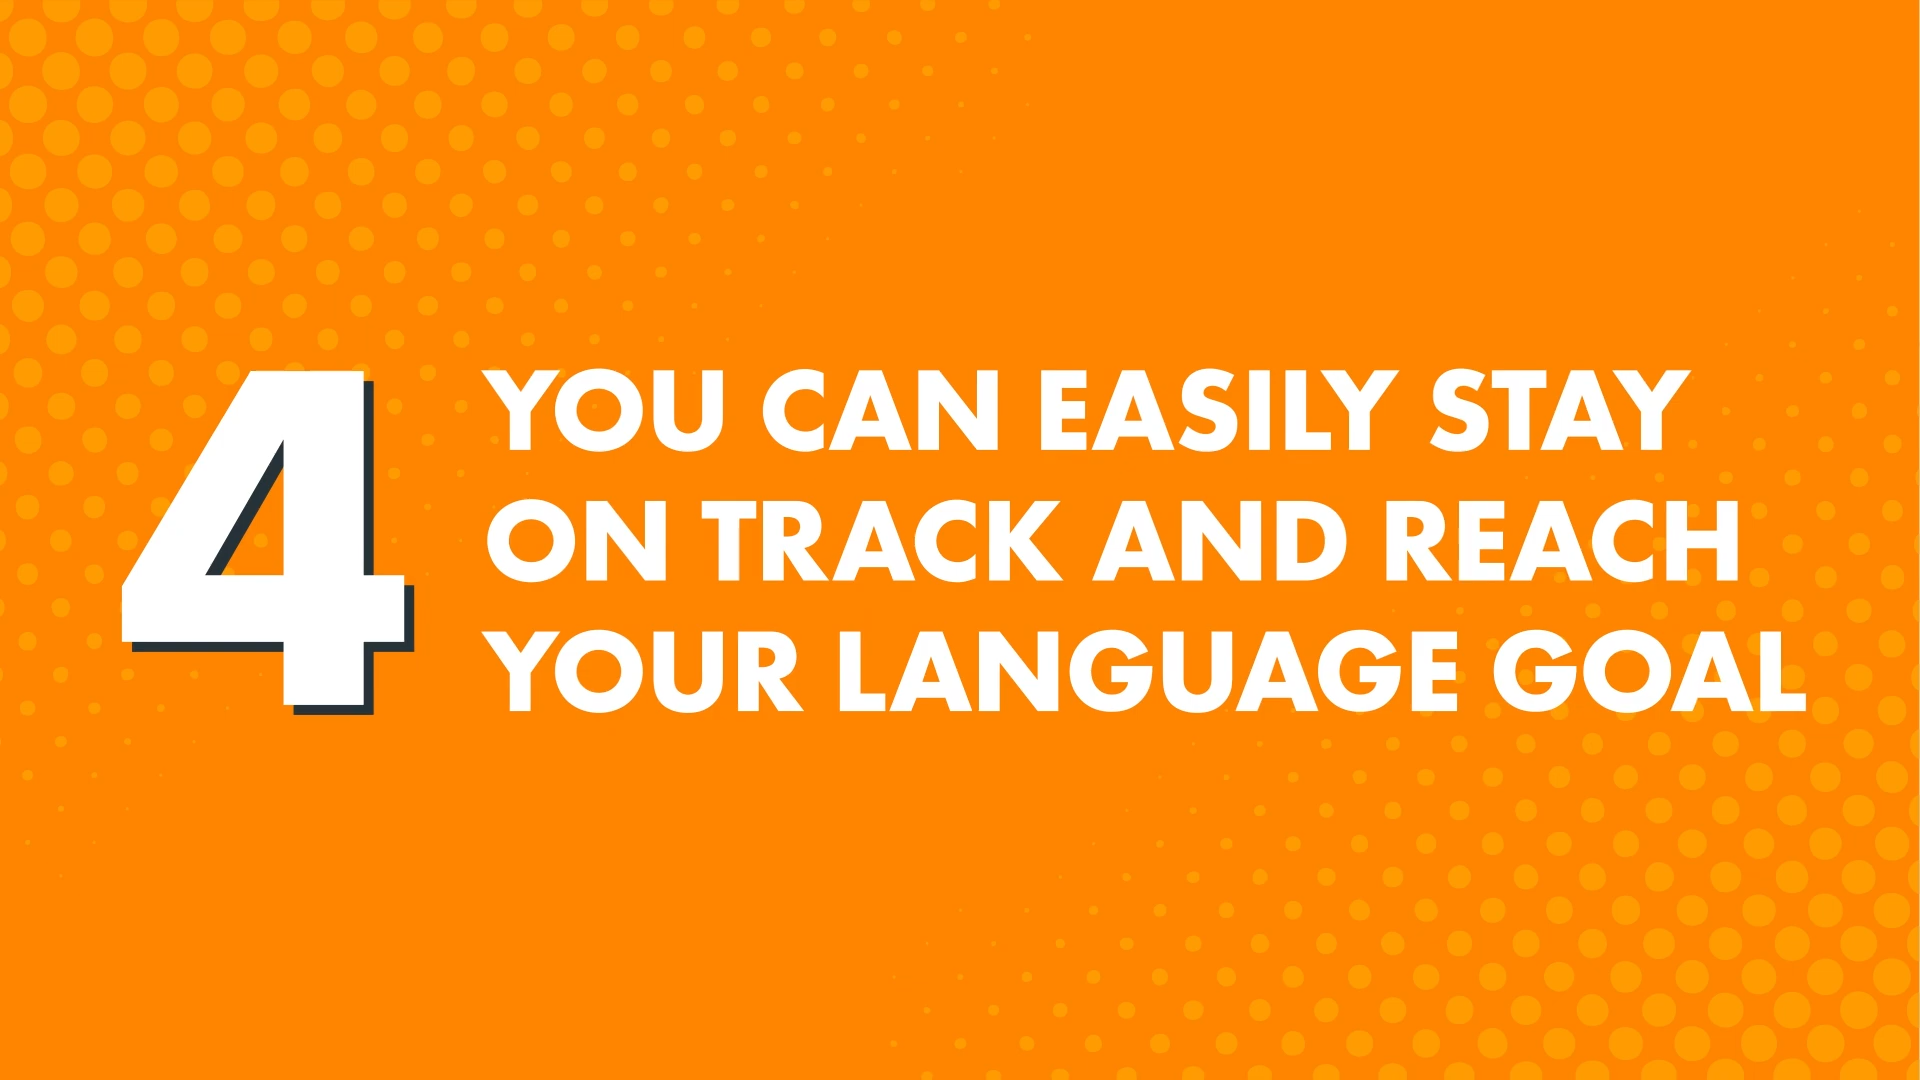 4
YOU CAN EASILY STAY
ON TRACK AND REACH
YOUR LANGUAGE GOAL